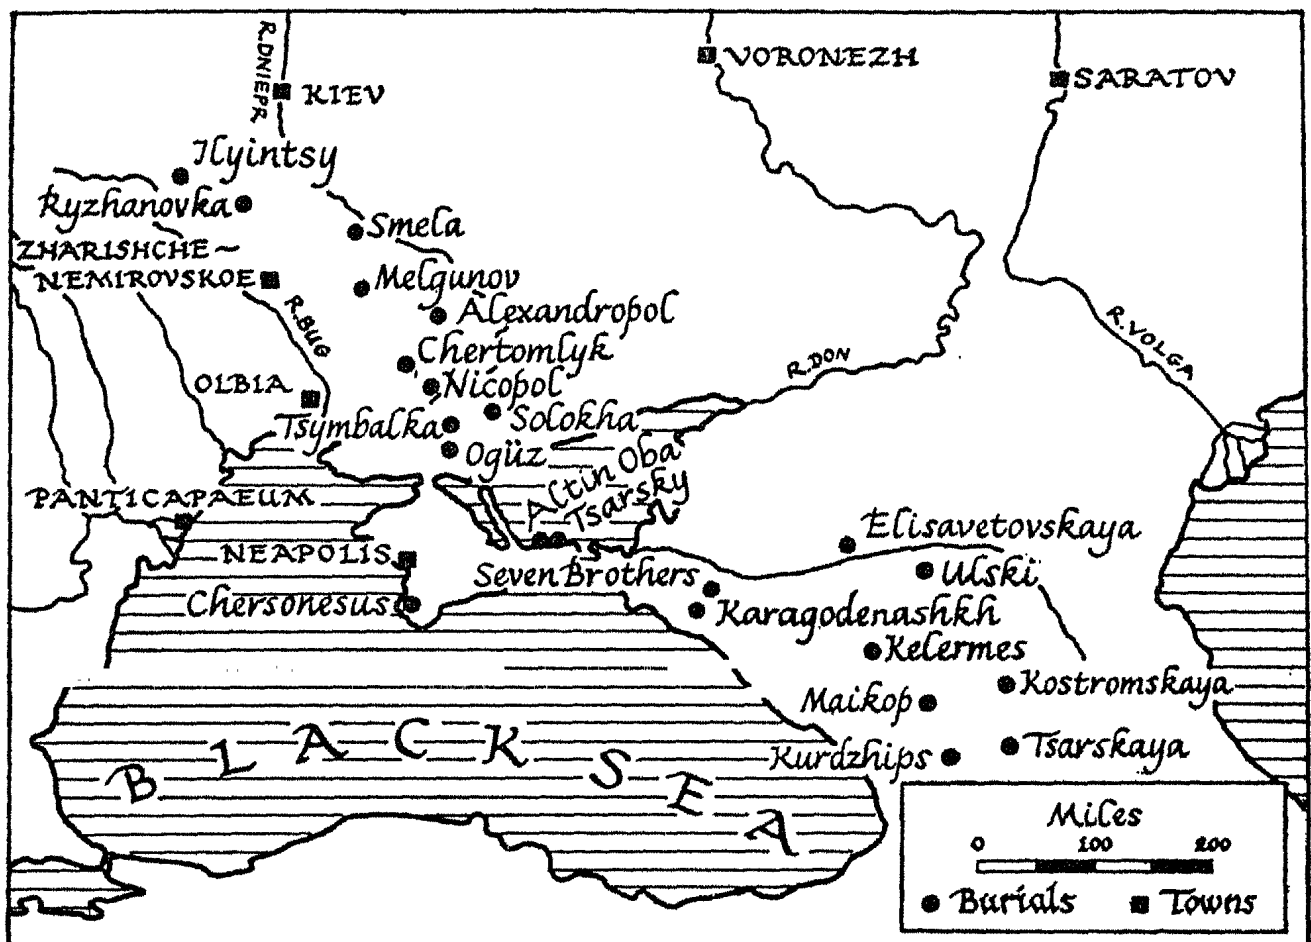 R.DNIEPR
KIEV
VORONEZH
SARATOV
Ilyintsy
Ryzhanovka
Smela
ZHARISHCHE~
NEMIROVSKOE
Melgunov
R.BUG
Alexandropol
R.VOLGA
Chertomlyk
R.DON
OLBIA
Nicopol
Tsymbalka
Solokha
Ogüz
Altin Oba
Tsarsky
PANTICAPAEUM
NEAPOLIS
Elisavetovskaya
Seven Brothers
Ulski
Chersonesus
Karagodenashkh
Kelermes
Maikop
Kostromskaya
Kurdzhips
Tsarskaya
BLACK SEA
Miles
0 100 200
Burials Towns